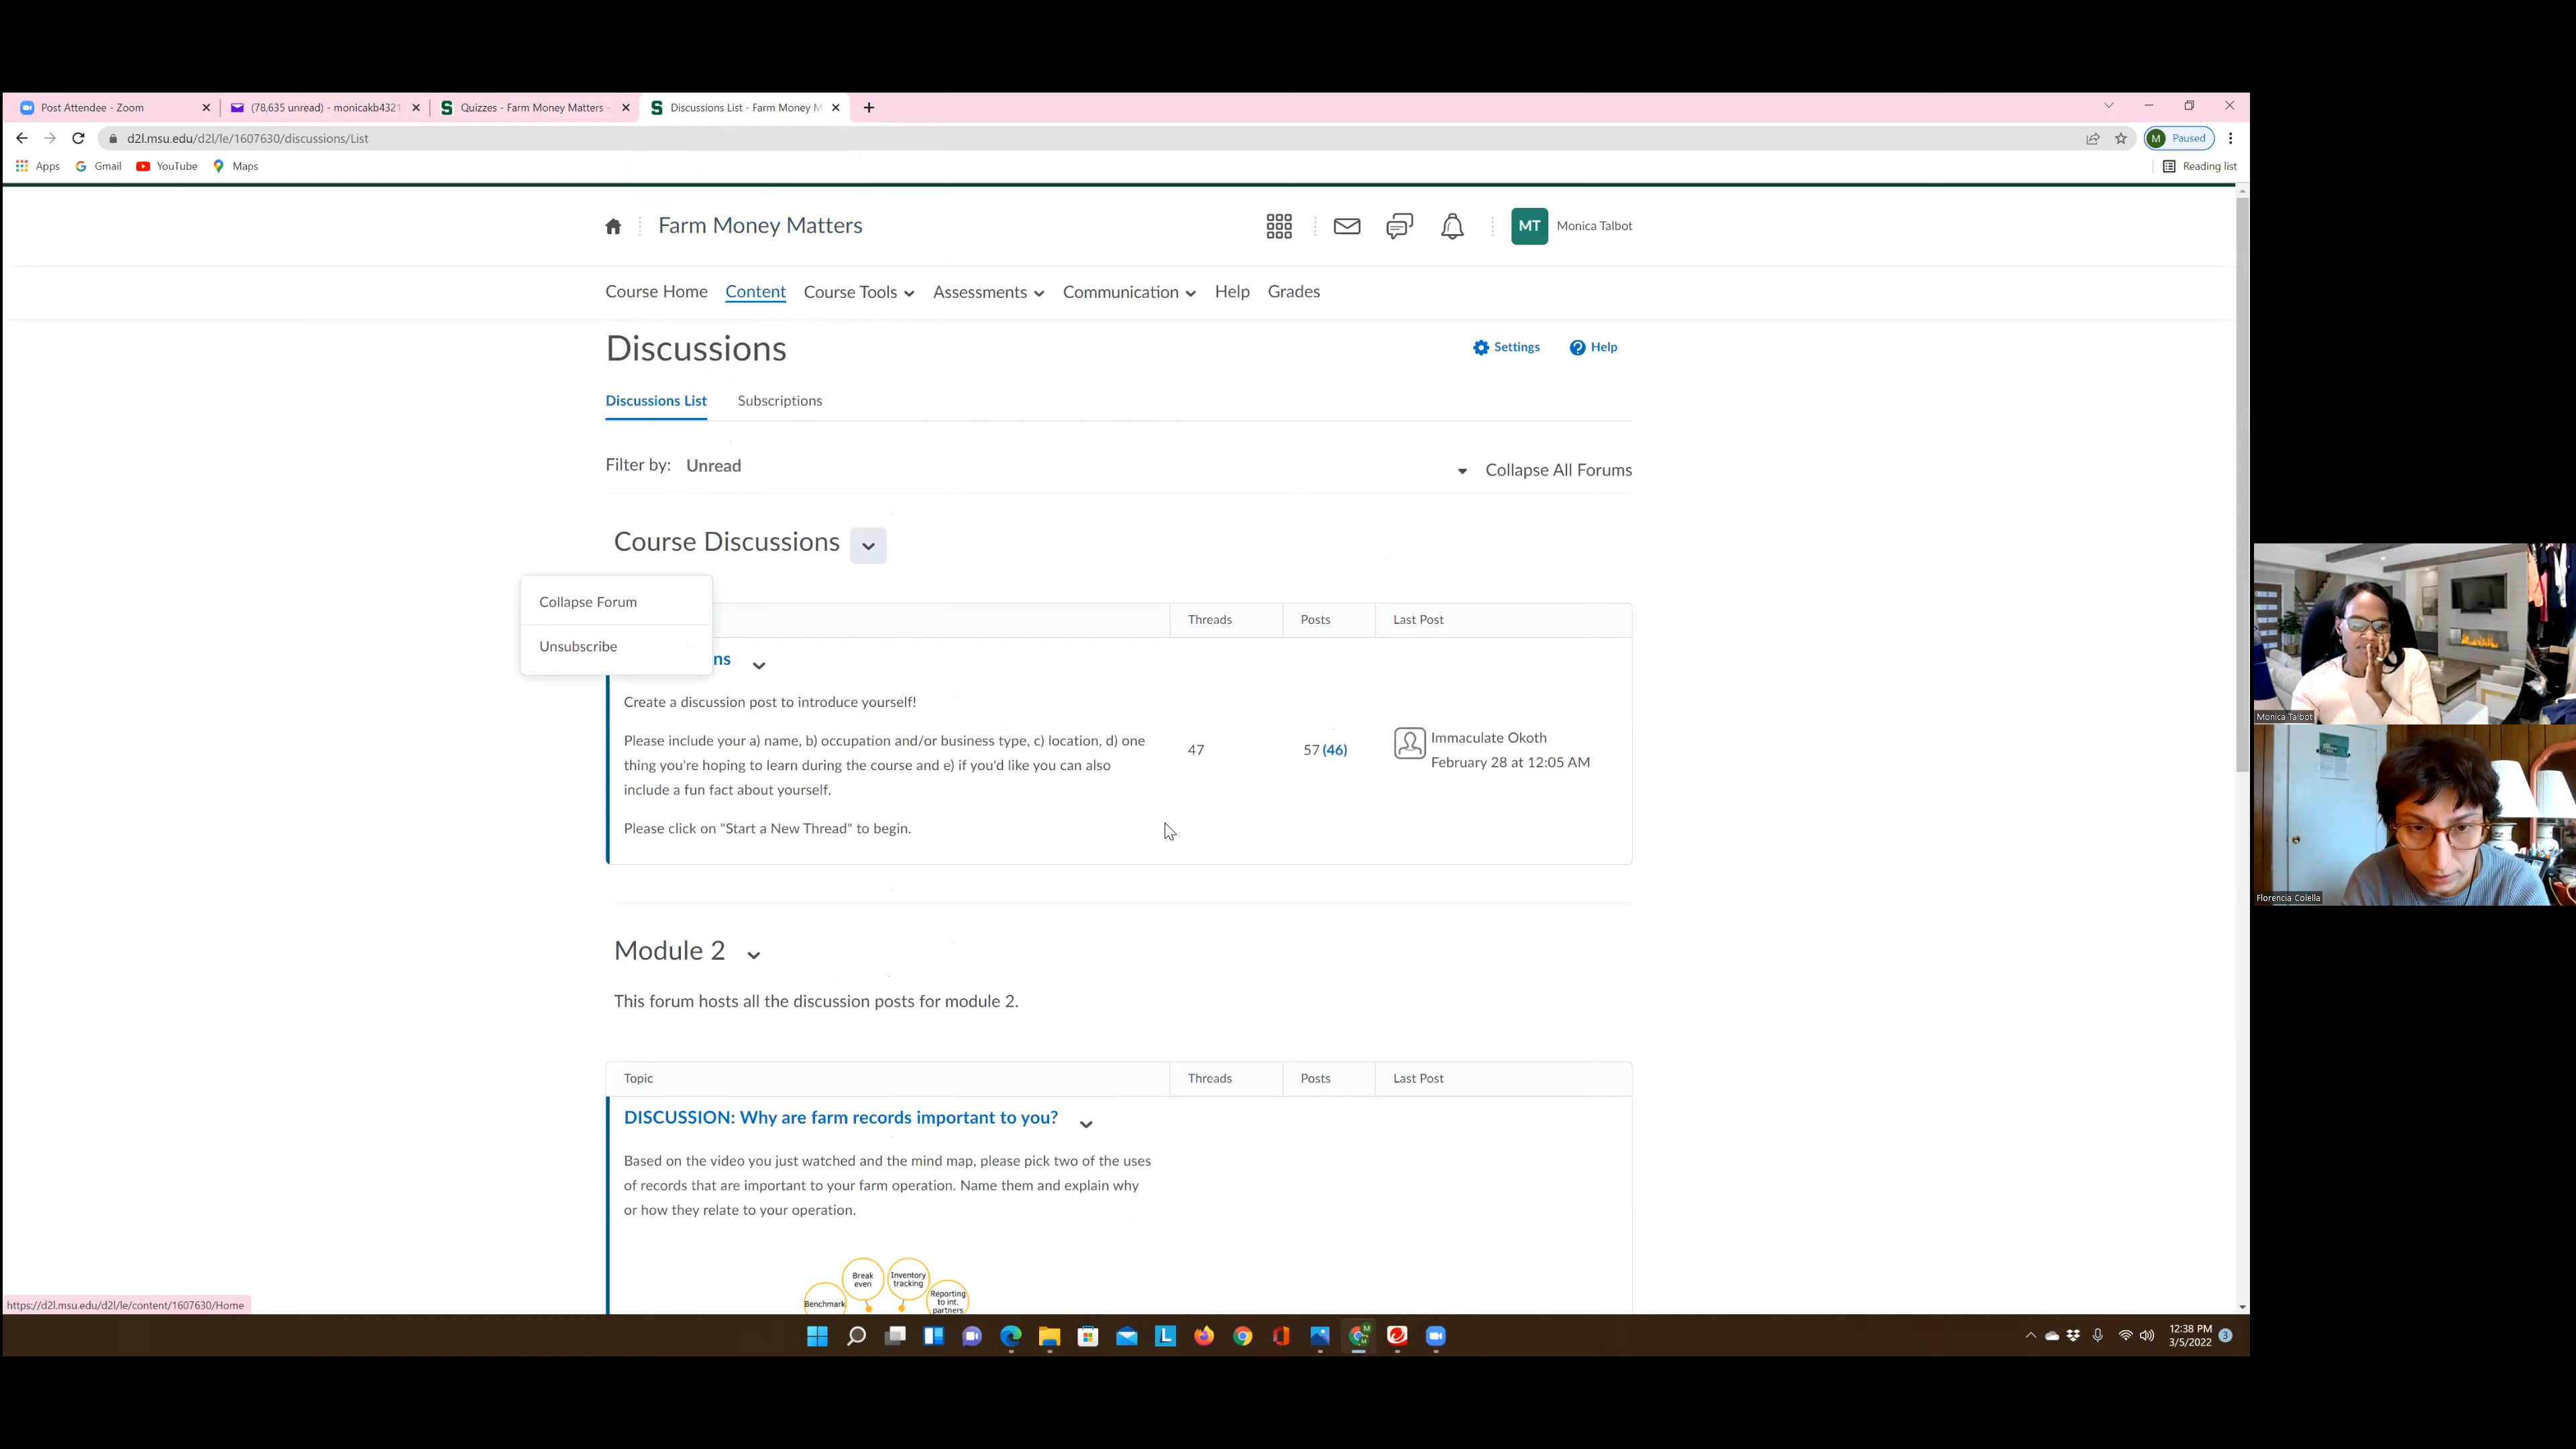 Post Attendee - Zoom
(78,635 unread) - monicakb4321
Quizzes - Farm Money Matters -
Discussions List - Farm Money M
d2l.msu.edu/d2l/le/1607630/discussions/List
M Paused
Apps
Gmail
YouTube
Maps
Reading list
Farm Money Matters
MT
Monica Talbot
Course Home
Content
Course Tools
Assessments
Communication
Help
Grades
Discussions
Settings
Help
Discussions List
Subscriptions
Filter by: Unread
Collapse All Forums
Course Discussions
Collapse Forum
Unsubscribe
Threads
Posts
Last Post
ns
Create a discussion post to introduce yourself!
Please include your a) name, b) occupation and/or business type, c) location, d) one
thing you're hoping to learn during the course and e) if you'd like you can also
include a fun fact about yourself.
Please click on "Start a New Thread" to begin.
47
57 (46)
Immaculate Okoth
February 28 at 12:05 AM
Monica Talbot
Florencia Colella
Module 2
This forum hosts all the discussion posts for module 2.
Topic
Threads
Posts
Last Post
DISCUSSION: Why are farm records important to you?
Based on the video you just watched and the mind map, please pick two of the uses
of records that are important to your farm operation. Name them and explain why
or how they relate to your operation.
Break
even
Inventory
tracking
Benchmark
Reporting
to int.
partners
https://d2l.msu.edu/d2l/le/content/1607630/Home
12:38 PM
3/5/2022
3